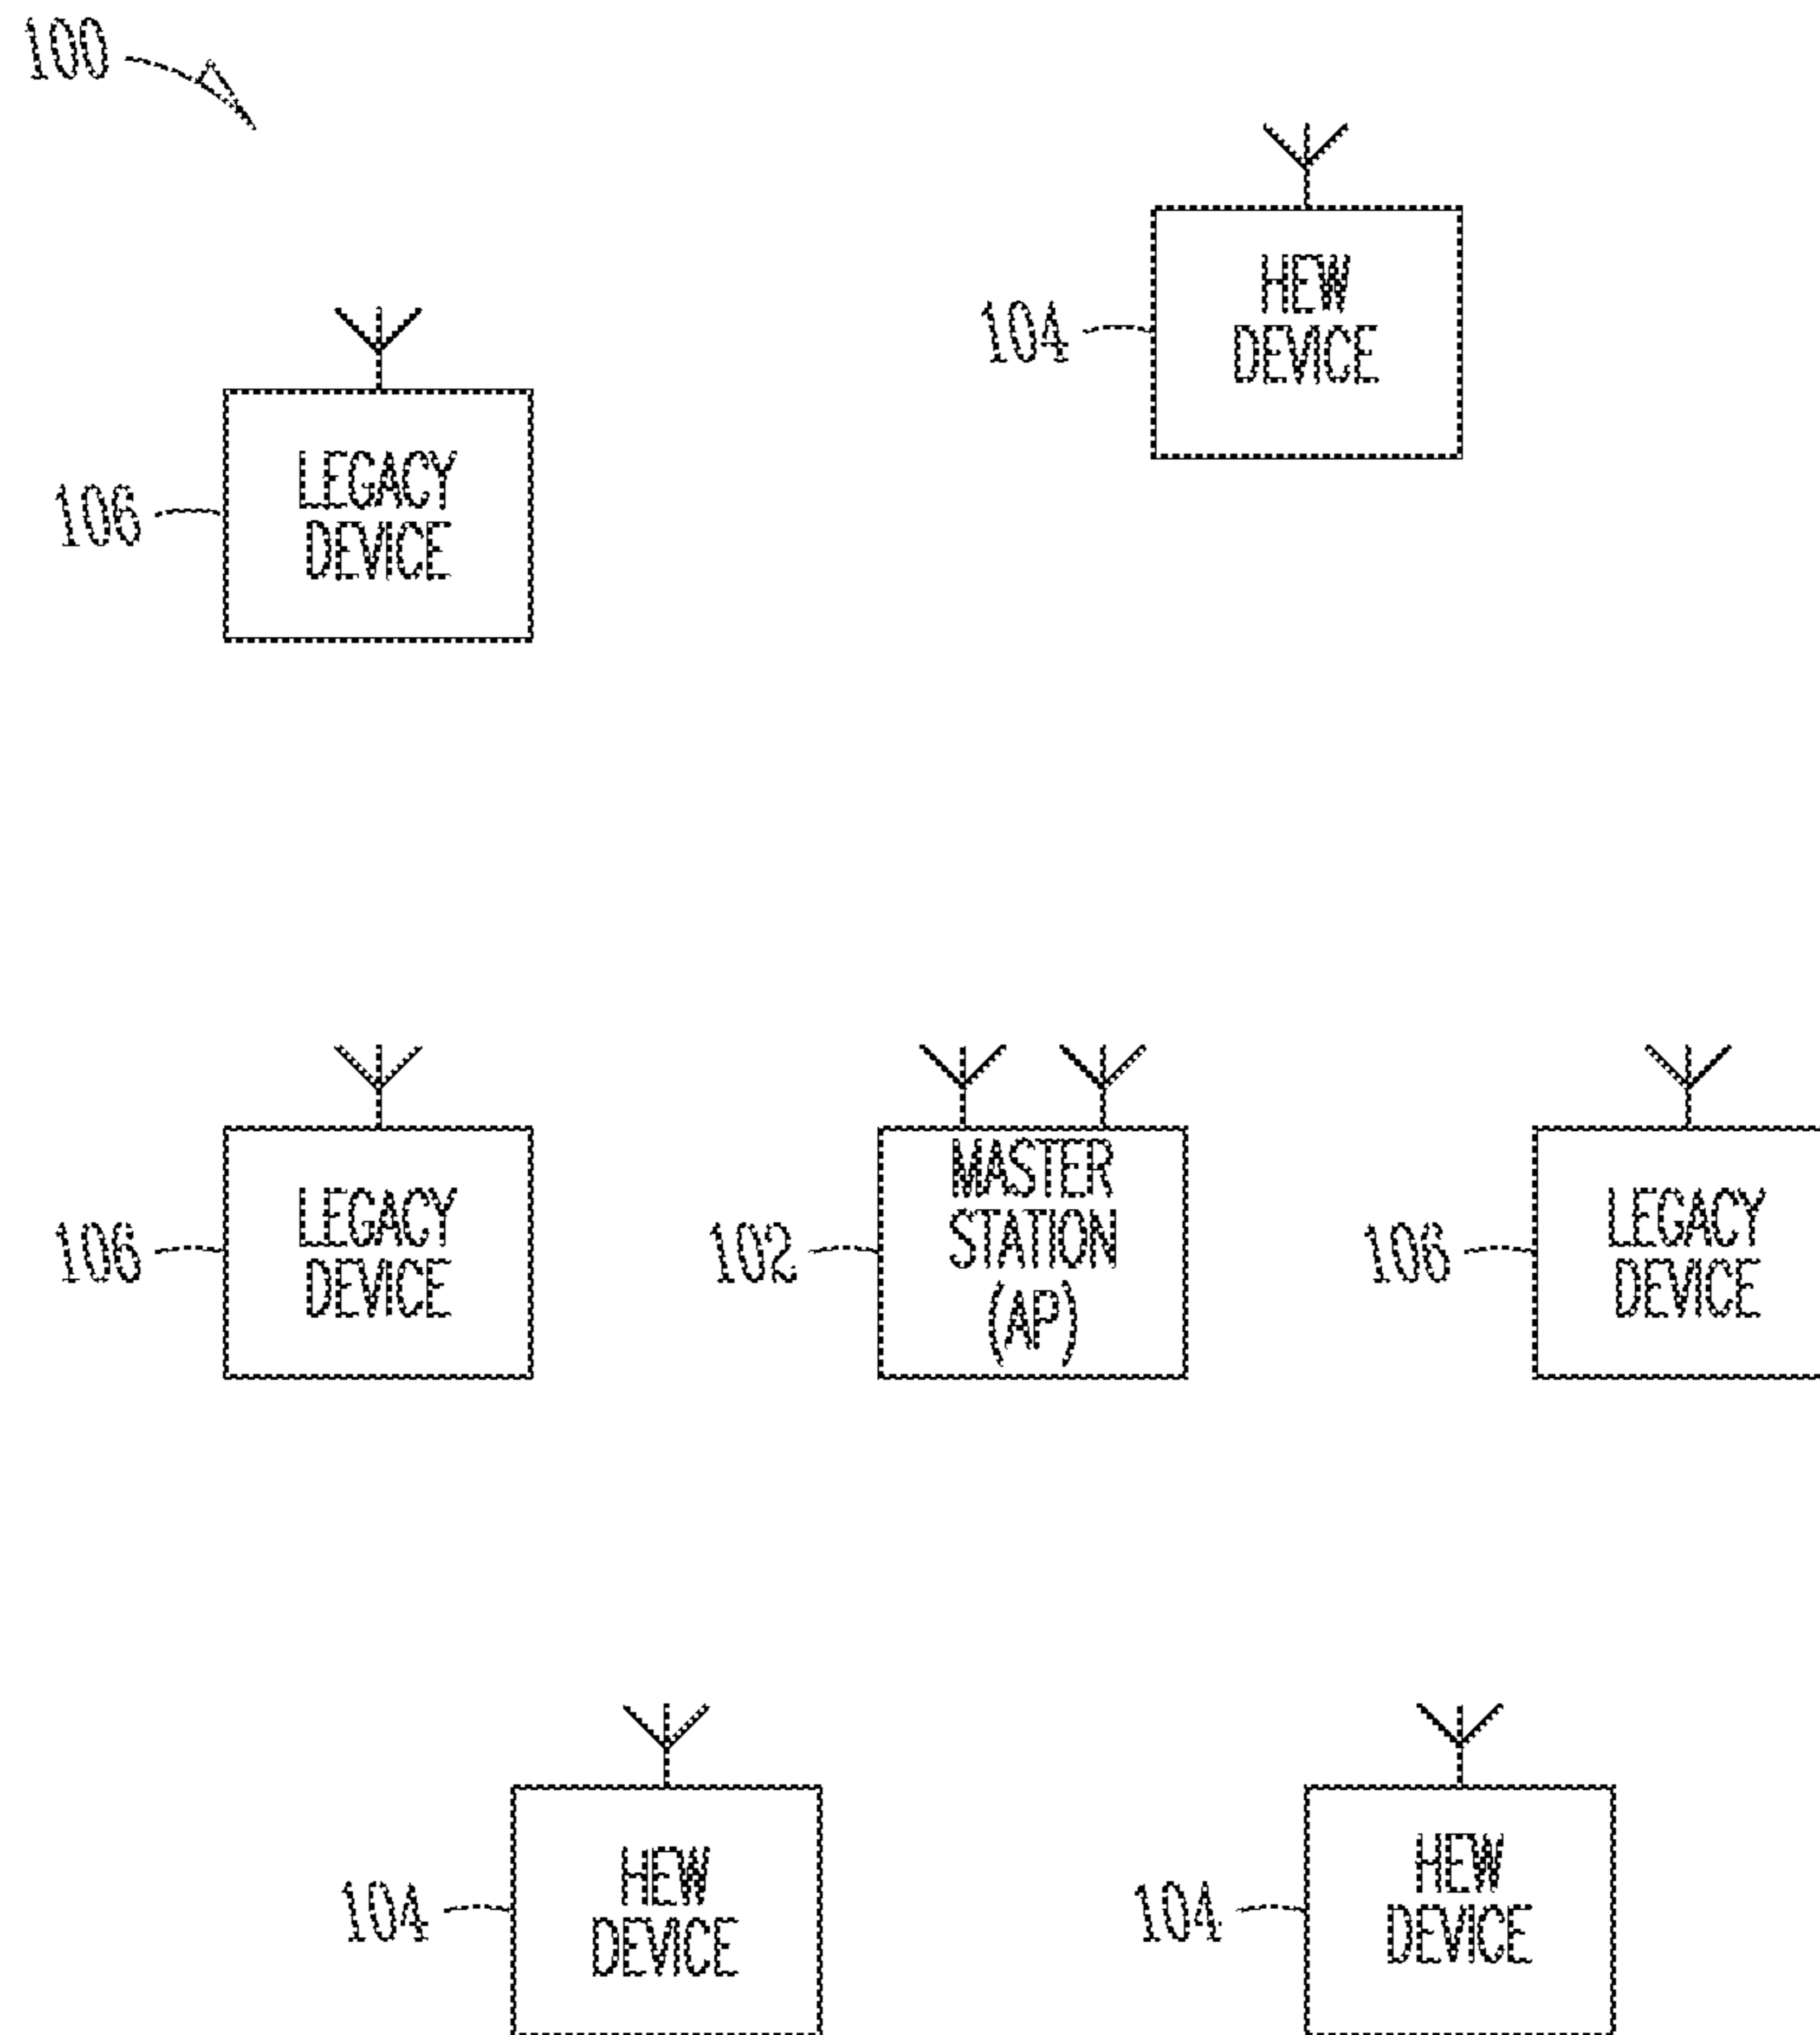 100
104
HEW
DEVICE
106
LEGACY
DEVICE
106
LEGACY
DEVICE
102
MASTER
STATION
(AP)
106
LEGACY
DEVICE
104
HEW
DEVICE
104
HEW
DEVICE